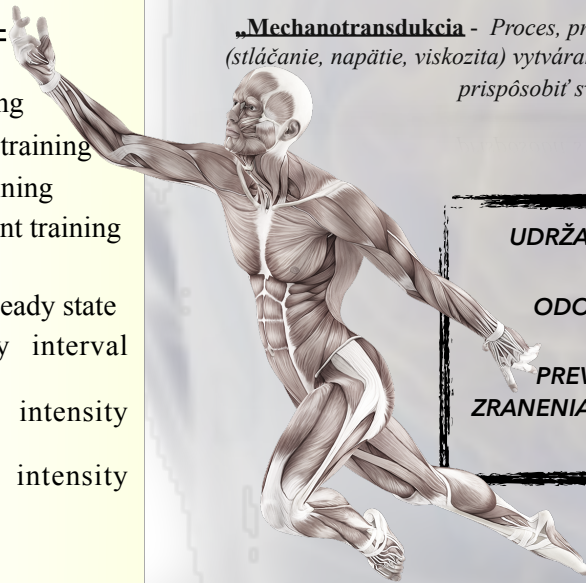 =
ng
training
ning
nt training
eady state
y interval
intensity
intensity
„Mechanotransdukcia - Proces, pr
(stláčanie, napätie, viskozita) vytvára
prispôsobiť sv
UDRŽA
ODO
PREV
ZRANENIA